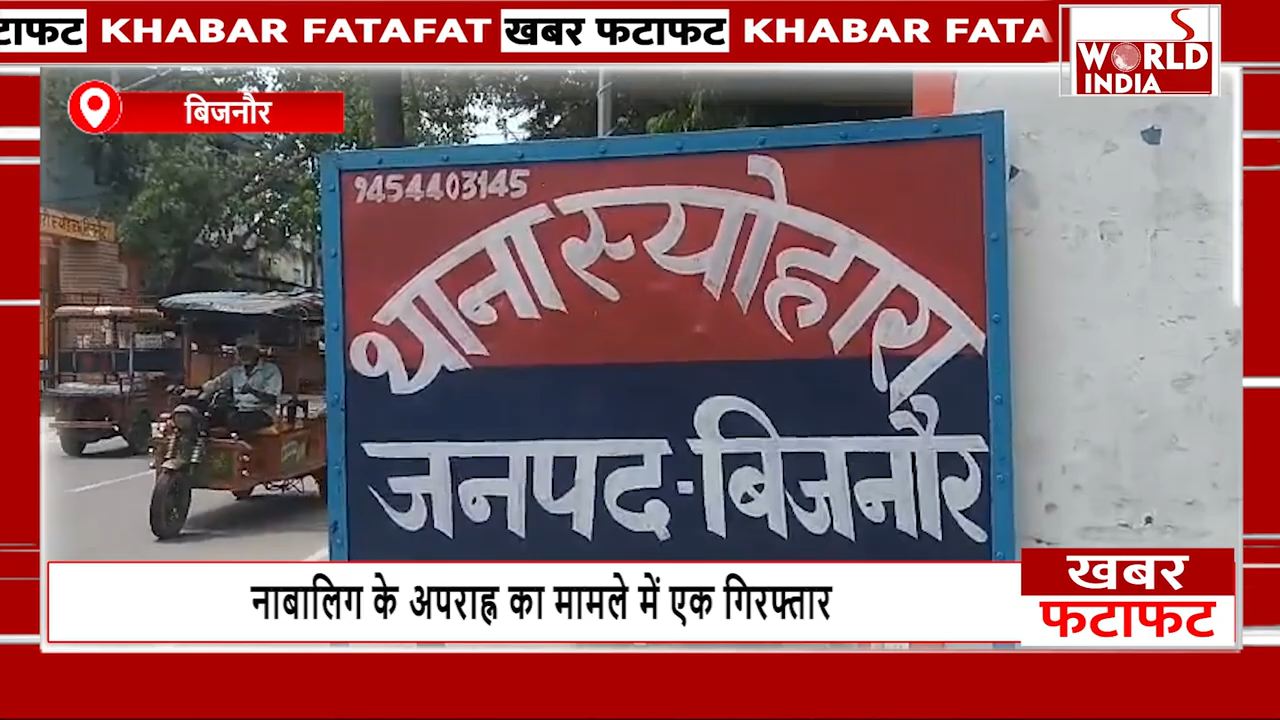 टाफट KHABAR FATAFAT खबर फटाफट KHABAR FATA
S WORLD
INDIA
बिजनौर
9454403145
थाना स्योहारा
जनपद-बिजनौर
नाबालिग के अपराह्न का मामले में एक गिरफ्तार
खबर
फटाफट